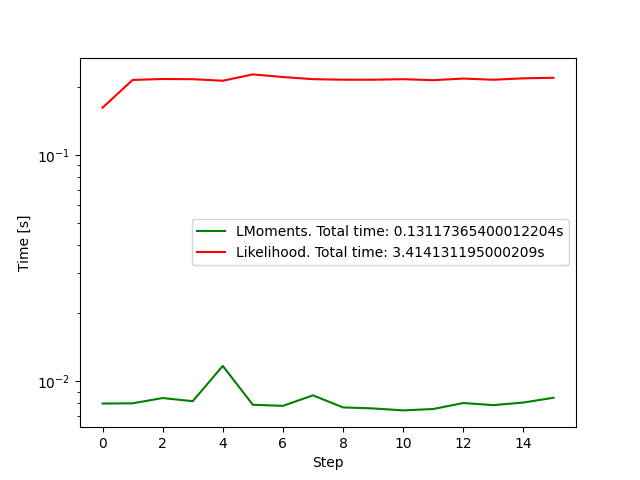 10⁻¹
10⁻²
Time [s]
LMoments. Total time: 0.13117365400012204s
Likelihood. Total time: 3.414131195000209s
0 2 4 6 8 10 12 14
Step